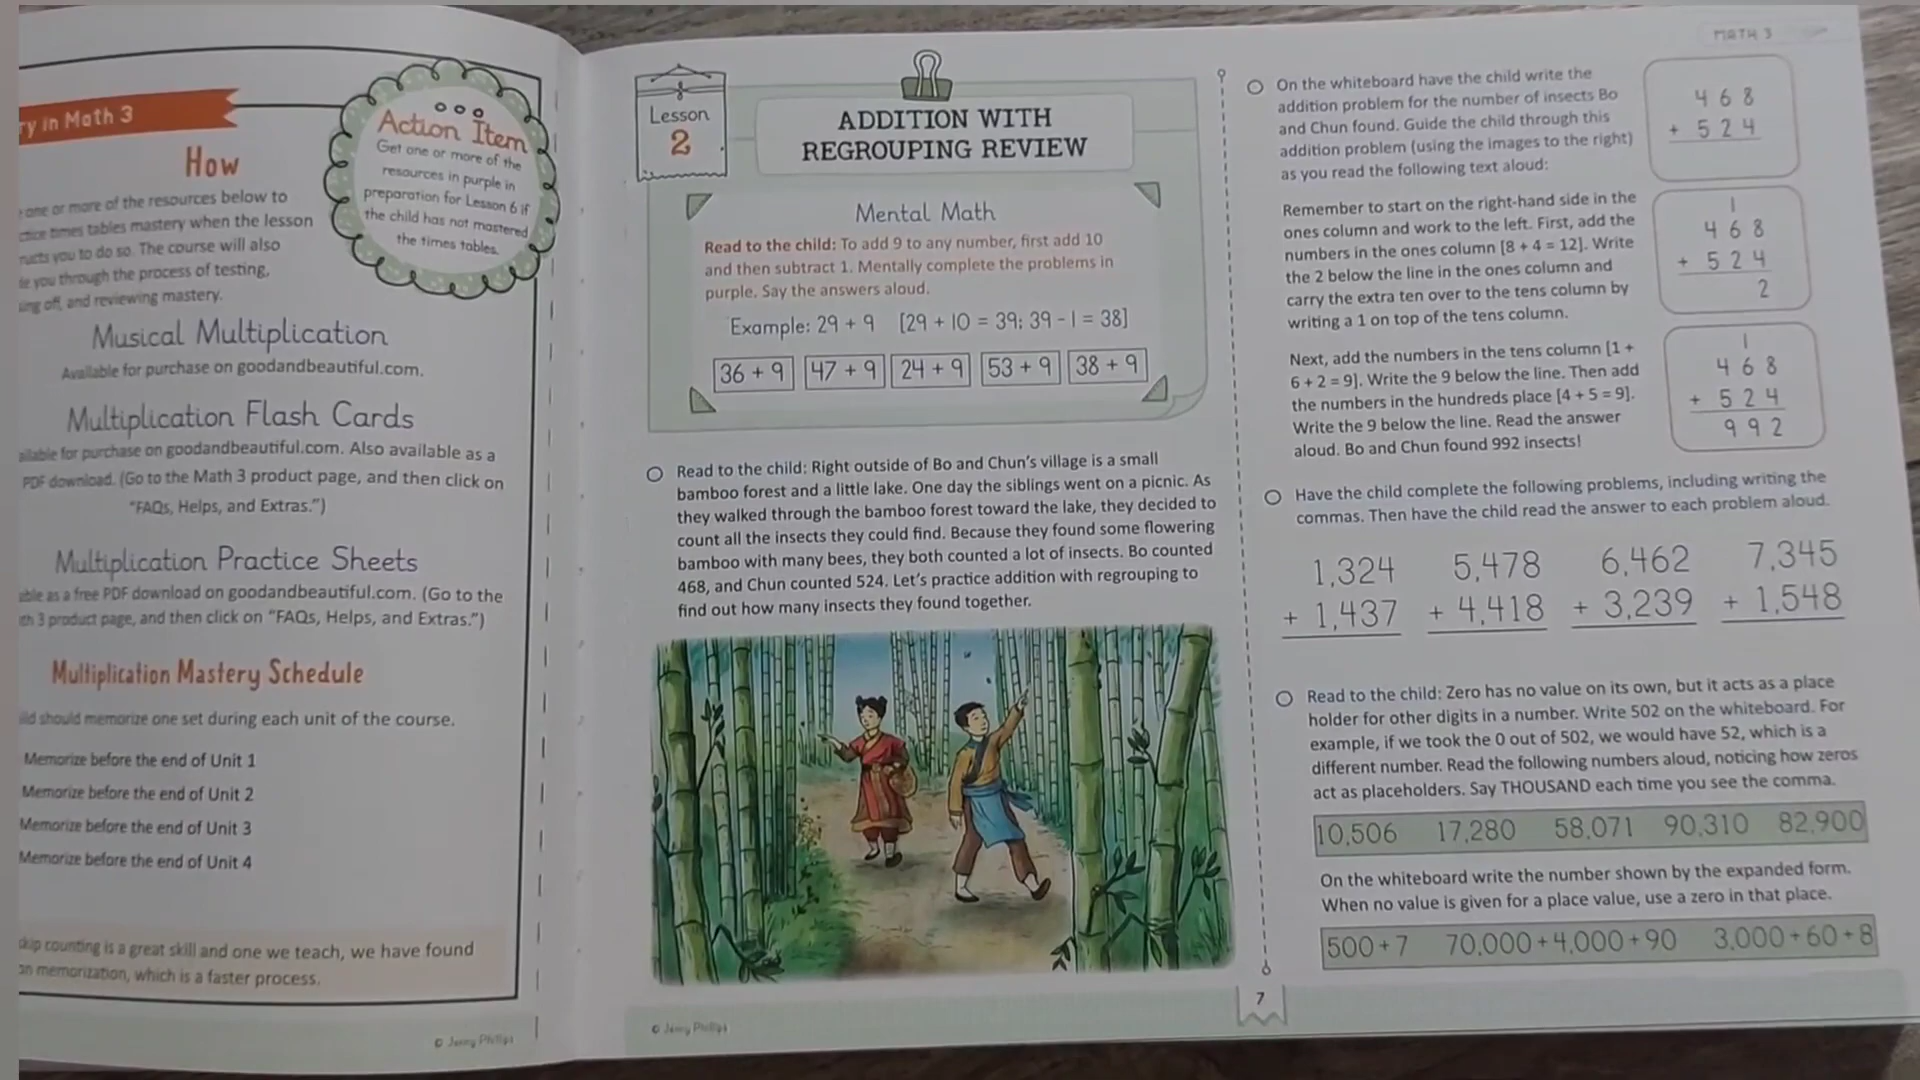 ry in Math 3
How
one or more of the resources below to
times tables mastery when the lesson
you to do so. The course will also
you through the process of testing,
off, and reviewing mastery.
Action Item
Get one or more of the
resources in purple in
preparation for Lesson 6 if
the child has not mastered
the times tables.
Musical Multiplication
Available for purchase on goodandbeautiful.com.
Multiplication Flash Cards
for purchase on goodandbeautiful.com. Also available as a
PDF download. (Go to the Math 3 product page, and then click on
"FAQs, Helps, and Extras.")
Multiplication Practice Sheets
as a free PDF download on goodandbeautiful.com. (Go to the
3 product page, and then click on "FAQs, Helps, and Extras.")
Multiplication Mastery Schedule
should memorize one set during each unit of the course.
Memorize before the end of Unit 1
Memorize before the end of Unit 2
Memorize before the end of Unit 3
Memorize before the end of Unit 4
counting is a great skill and one we teach, we have found
memorization, which is a faster process.
© Jenny Phillips
Lesson
2
ADDITION WITH
REGROUPING REVIEW
Mental Math
Read to the child: To add 9 to any number, first add 10
and then subtract 1. Mentally complete the problems in
purple. Say the answers aloud.
Example: 29 + 9 [29 + 10 = 39; 39 - 1 = 38]
36 + 9 47 + 9 24 + 9 53 + 9 38 + 9
Read to the child: Right outside of Bo and Chun's village is a small
bamboo forest and a little lake. One day the siblings went on a picnic. As
they walked through the bamboo forest toward the lake, they decided to
count all the insects they could find. Because they found some flowering
bamboo with many bees, they both counted a lot of insects. Bo counted
468, and Chun counted 524. Let's practice addition with regrouping to
find out how many insects they found together.
© Jenny Phillips
MATH 3
On the whiteboard have the child write the
addition problem for the number of insects Bo
and Chun found. Guide the child through this
addition problem (using the images to the right)
as you read the following text aloud:
468
+ 524
Remember to start on the right-hand side in the
ones column and work to the left. First, add the
numbers in the ones column [8 + 4 = 12]. Write
the 2 below the line in the ones column and
carry the extra ten over to the tens column by
writing a 1 on top of the tens column.
1
468
+ 524
2
Next, add the numbers in the tens column [1 +
6 + 2 = 9]. Write the 9 below the line. Then add
the numbers in the hundreds place [4 + 5 = 9].
Write the 9 below the line. Read the answer
aloud. Bo and Chun found 992 insects!
1
468
+ 524
992
Have the child complete the following problems, including writing the
commas. Then have the child read the answer to each problem aloud.
1,324 5,478 6,462 7,345
+ 1,437 + 4,418 + 3,239 + 1,548
Read to the child: Zero has no value on its own, but it acts as a place
holder for other digits in a number. Write 502 on the whiteboard. For
example, if we took the 0 out of 502, we would have 52, which is a
different number. Read the following numbers aloud, noticing how zeros
act as placeholders. Say THOUSAND each time you see the comma.
10,506 17,280 58,071 90,310 82,900
On the whiteboard write the number shown by the expanded form.
When no value is given for a place value, use a zero in that place.
500 + 7 70,000 + 4,000 + 90 3,000 + 60 + 8
7